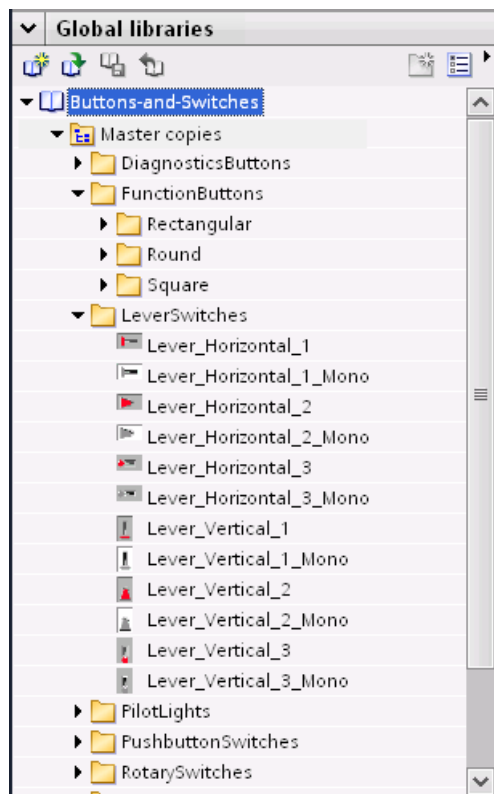 Global libraries
Buttons-and-Switches
Master copies
DiagnosticsButtons
FunctionButtons
Rectangular
Round
Square
LeverSwitches
Lever_Horizontal_1
Lever_Horizontal_1_Mono
Lever_Horizontal_2
Lever_Horizontal_2_Mono
Lever_Horizontal_3
Lever_Horizontal_3_Mono
Lever_Vertical_1
Lever_Vertical_1_Mono
Lever_Vertical_2
Lever_Vertical_2_Mono
Lever_Vertical_3
Lever_Vertical_3_Mono
PilotLights
PushbuttonSwitches
RotarySwitches